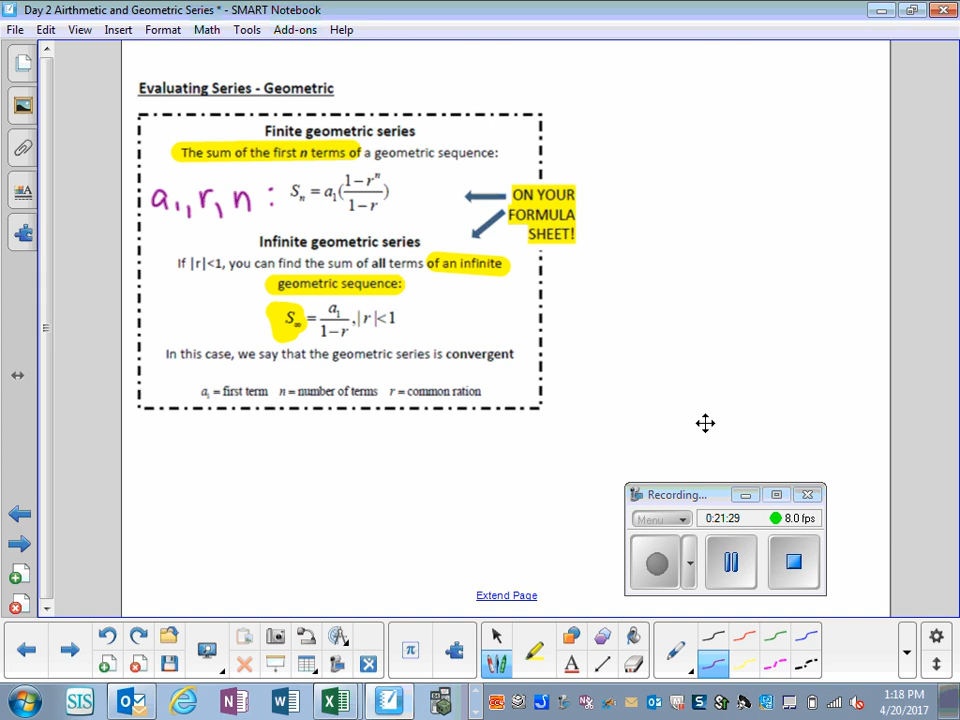 Day 2 Airthmetic and Geometric Series * - SMART Notebook
File Edit View Insert Format Math Tools Add-ons Help
Evaluating Series - Geometric
Finite geometric series
The sum of the first n terms of a geometric sequence:
a₁, r, n : Sₙ = a₁((1−rⁿ)/(1−r))
ON YOUR
FORMULA
SHEET!
Infinite geometric series
If |r|<1, you can find the sum of all terms of an infinite
geometric sequence:
S∞ = a₁/(1−r), |r|<1
In this case, we say that the geometric series is convergent
a₁ = first term n = number of terms r = common ration
Recording...
Menu 0:21:29 8.0 fps
Extend Page
π
A
SIS
1:18 PM
4/20/2017